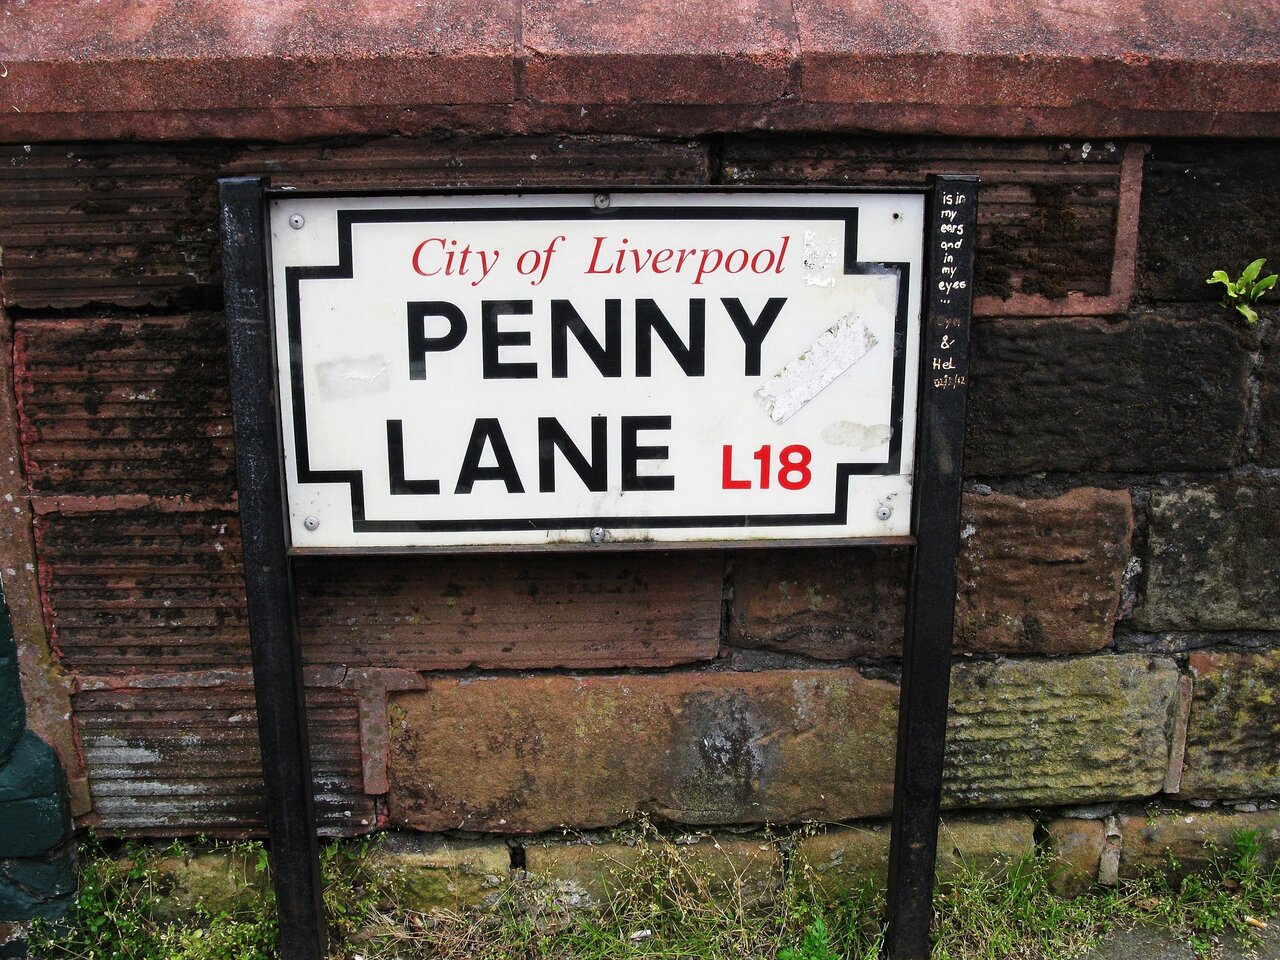 City of Liverpool
PENNY
LANE L18
is in
my
ears
and
in
my
eyes
...
&
Hel